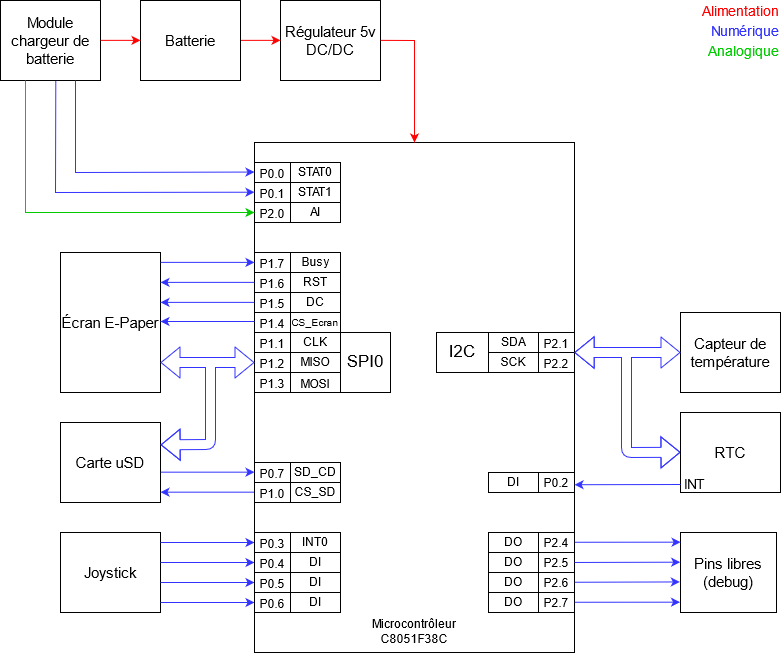 Module
chargeur de
batterie
Batterie
Régulateur 5v
DC/DC
Alimentation
Numérique
Analogique
P0.0 STAT0
P0.1 STAT1
P2.0 AI
Écran E-Paper
P1.7 Busy
P1.6 RST
P1.5 DC
P1.4 CS_Ecran
P1.1 CLK
P1.2 MISO
P1.3 MOSI
SPI0
I2C
SDA P2.1
SCK P2.2
Capteur de
température
Carte uSD
P0.7 SD_CD
P1.0 CS_SD
RTC
INT
DI P0.2
Joystick
P0.3 INT0
P0.4 DI
P0.5 DI
P0.6 DI
DO P2.4
DO P2.5
DO P2.6
DO P2.7
Pins libres
(debug)
Microcontrôleur
C8051F38C